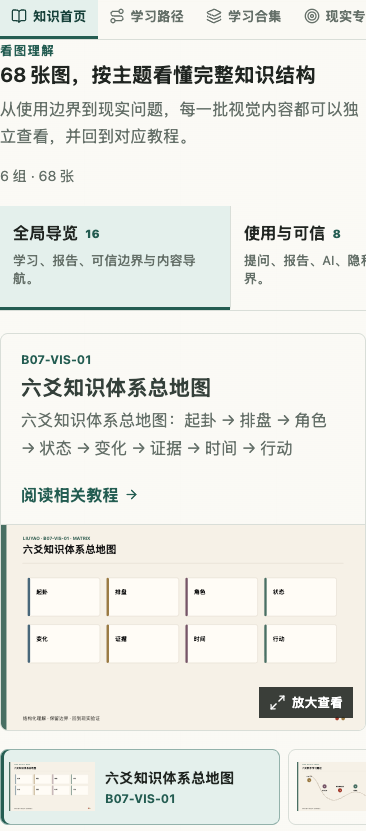 知识首页 学习路径 学习合集 现实专
看图理解
68 张图，按主题看懂完整知识结构
从使用边界到现实问题，每一批视觉内容都可以独
立查看，并回到对应教程。
6 组 · 68 张
全局导览 16
学习、报告、可信边界与内容导
航。
使用与可信 8
提问、报告、AI、隐私
界。
B07-VIS-01
六爻知识体系总地图
六爻知识体系总地图：起卦 → 排盘 → 角色
→ 状态 → 变化 → 证据 → 时间 → 行动
阅读相关教程 →
LIUYAO · B07-VIS-01 · MATRIX
六爻知识体系总地图
起卦 排盘 角色 状态
变化 证据 时间 行动
放大查看
六爻知识体系总地图
B07-VIS-01